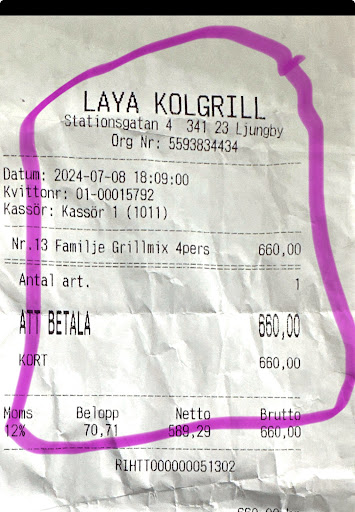 LAYA KOLGRILL
Stationsgatan 4 341 23 Ljungby
Org Nr: 5593834434
Datum: 2024-07-08 18:09:00
Kvittonr: 01-00015792
Kassör: Kassör 1 (1011)
Nr.13 Familje Grillmix 4pers 660,00
Antal art. 1
ATT BETALA 660,00
KORT 660,00
Moms Belopp Netto Brutto
12% 70,71 589,29 660,00
RIHTT000000051302